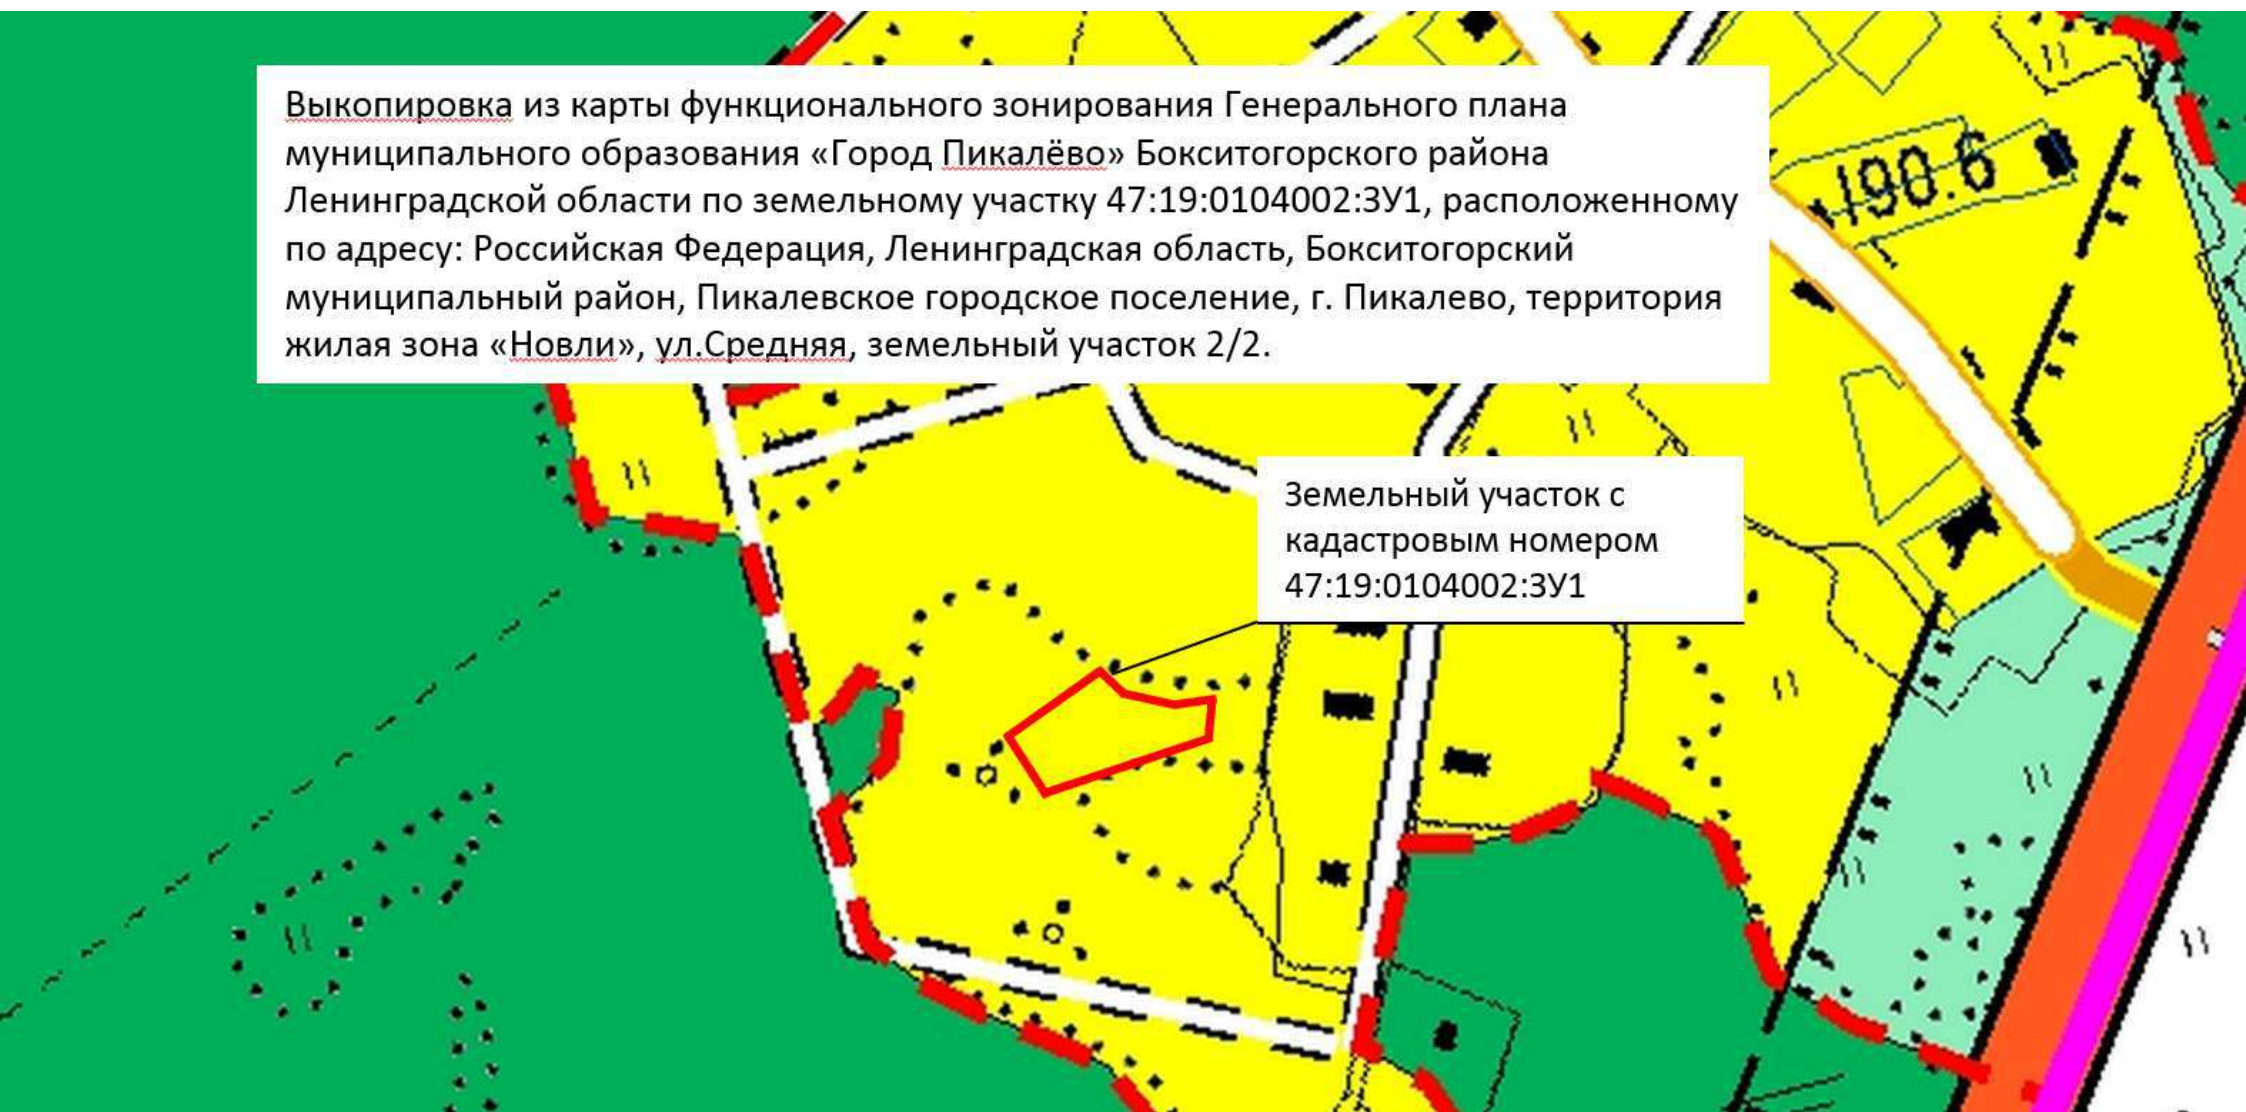 Выкопировка из карты функционального зонирования Генерального плана
муниципального образования «Город Пикалёво» Бокситогорского района
Ленинградской области по земельному участку 47:19:0104002:ЗУ1, расположенному
по адресу: Российская Федерация, Ленинградская область, Бокситогорский
муниципальный район, Пикалевское городское поселение, г. Пикалево, территория
жилая зона «Новли», ул.Средняя, земельный участок 2/2.
190.6
Земельный участок с
кадастровым номером
47:19:0104002:ЗУ1